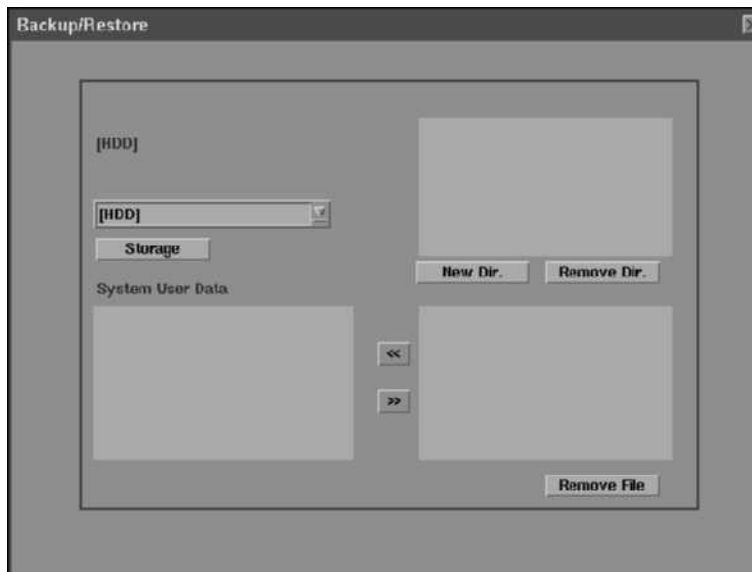 Backup/Restore
[HDD]
[HDD]
Storage
New Dir.
Remove Dir.
System User Data
<<
>>
Remove File